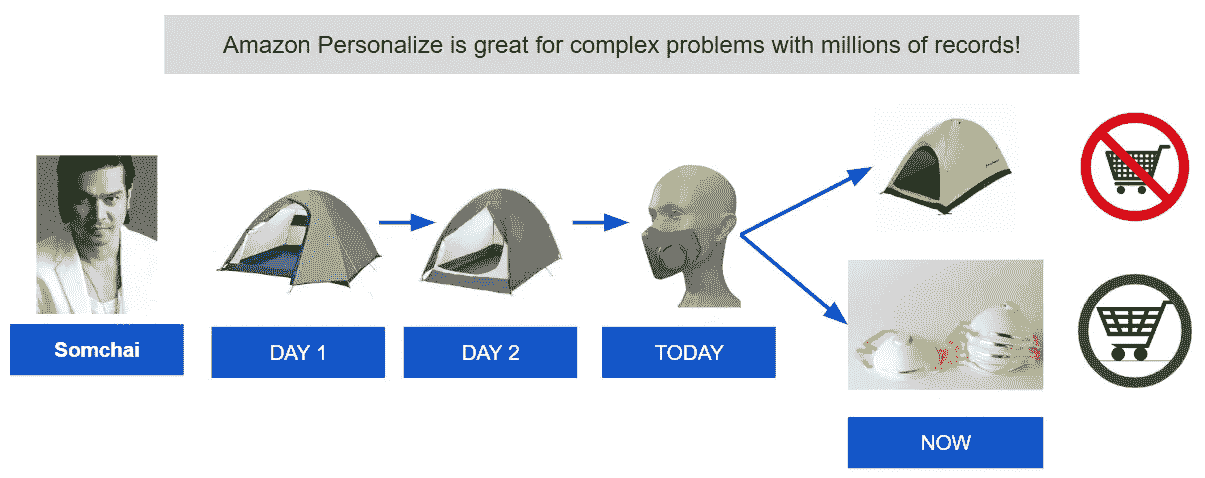 Amazon Personalize is great for complex problems with millions of records!
Somchai
DAY 1
DAY 2
TODAY
NOW